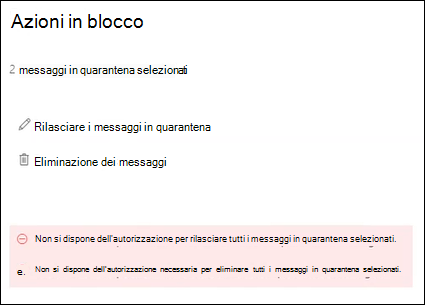 Azioni in blocco
2 messaggi in quarantena selezionati
Rilasciare i messaggi in quarantena
Eliminazione dei messaggi
Non si dispone dell'autorizzazione per rilasciare tutti i messaggi in quarantena selezionati.
e. Non si dispone dell'autorizzazione necessaria per eliminare tutti i messaggi in quarantena selezionati.